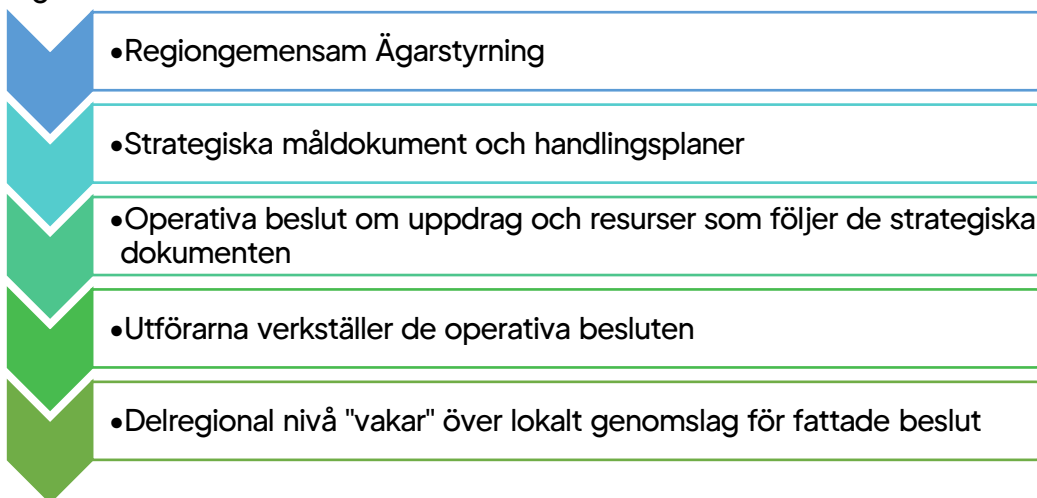 •Regiongemensam Ägarstyrning
•Strategiska måldokument och handlingsplaner
•Operativa beslut om uppdrag och resurser som följer de strategiska
dokumenten
•Utförarna verkställer de operativa besluten
•Delregional nivå "vakar" över lokalt genomslag för fattade beslut